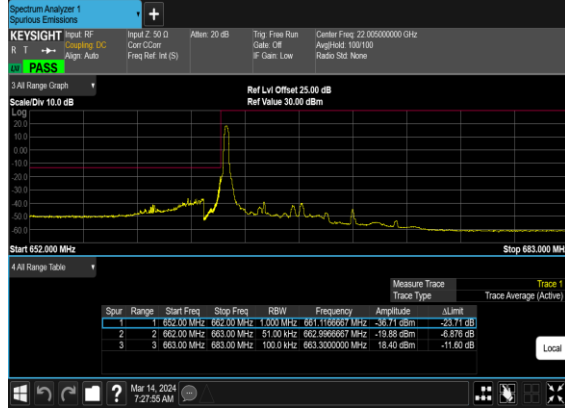 Spectrum Analyzer 1
Spurious Emissions
+
KEYSIGHT Input: RF Input Z: 50 Ω Atten: 20 dB Trig: Free Run Center Freq: 22.005000000 GHz
R T Coupling: DC Corr CCorr Gate: Off Avg|Hold: 100/100
Align: Auto Freq Ref: Int (S) IF Gain: Low Radio Std: None
PASS
3 All Range Graph ▼ Ref Lvl Offset 25.00 dB
Scale/Div 10.0 dB Ref Value 30.00 dBm
Log
20.0
10.0
0.00
-10.0
-20.0
-30.0
-40.0
-50.0
-60.0
Start 652.000 MHz Stop 683.000 MH
4 All Range Table ▼
Measure Trace Trace 1
Trace Type Trace Average (Active)
Spur Range Start Freq Stop Freq RBW Frequency Amplitude ΔLimit
1 1 652.00 MHz 662.00 MHz 1.000 MHz 661.1166667 MHz -36.71 dBm -23.71 dB
2 2 662.00 MHz 663.00 MHz 51.00 kHz 662.9966667 MHz -19.88 dBm -6.876 dB
3 3 663.00 MHz 683.00 MHz 100.0 kHz 663.3000000 MHz 18.40 dBm -11.60 dB
Local
? Mar 14, 2024
7:27:55 AM